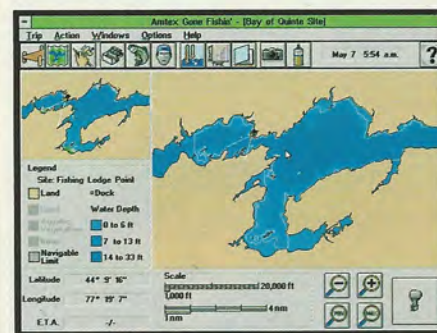 Amtex Gone Fishin' - [Bay of Quinte Site]
Trip Action Windows Options Help
May 7 5:54 a.m. ?
Legend
Site: Fishing Lodge Point
Land
Dock
Water Depth
0 to 6 ft
7 to 13 ft
Navigable Limit
14 to 33 ft
Latitude 44° 9' 16"
Longitude 77° 19' 7"
E.T.A. -/-
Scale
20,000 ft
1,000 ft
1 nm
4 nm